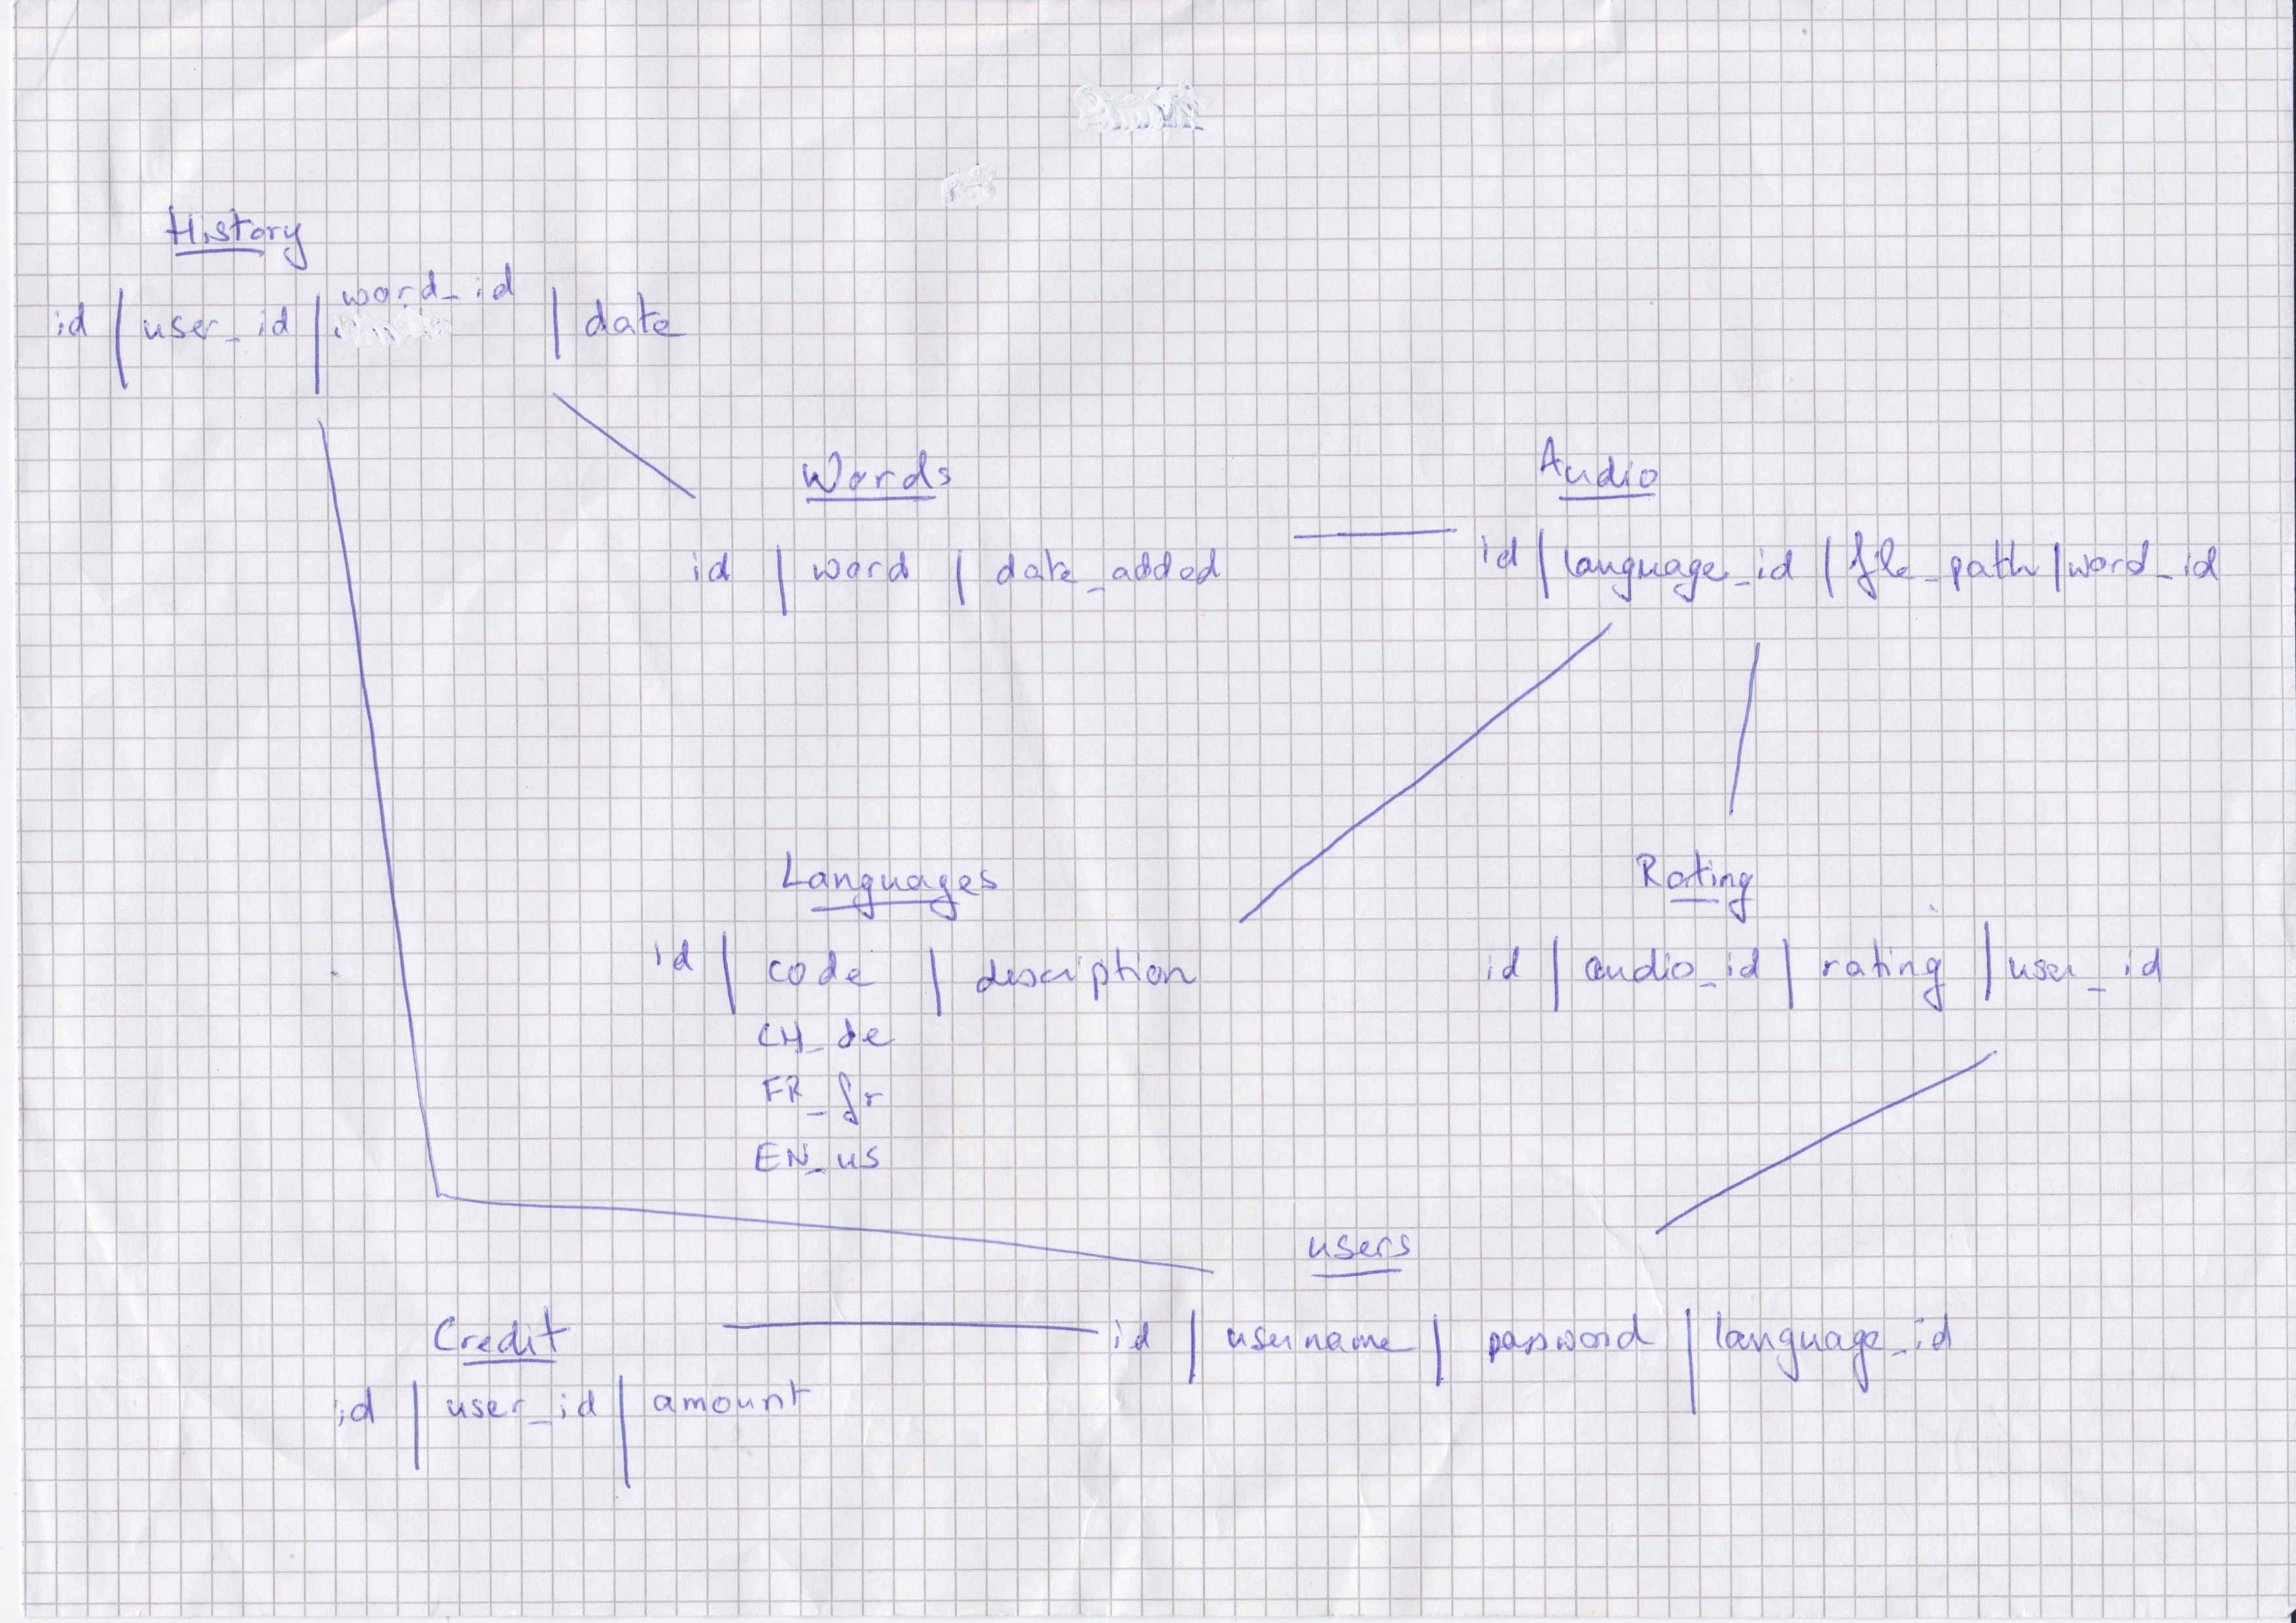 History
id | user_id | word_id | date
Words
id | word | date_added
Audio
id | language_id | file_path | word_id
Languages
id | code | description
CH_de
FR_fr
EN_us
Rating
id | audio_id | rating | user_id
users
id | username | password | language_id
Credit
id | user_id | amount